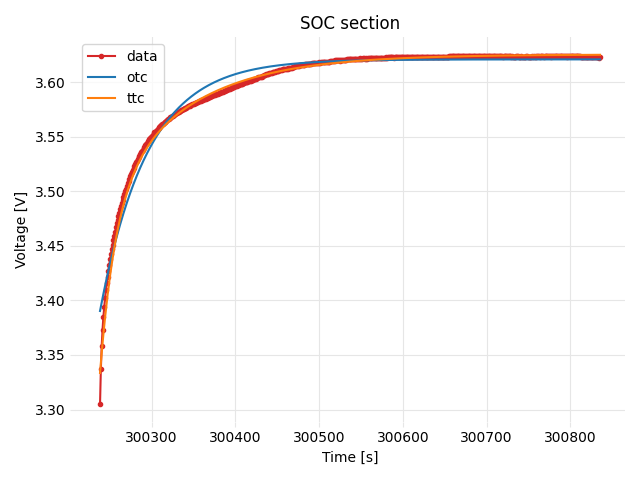 SOC section
data
otc
ttc
3.60
3.55
3.50
3.45
3.40
3.35
3.30
Voltage [V]
300300 300400 300500 300600 300700 300800
Time [s]